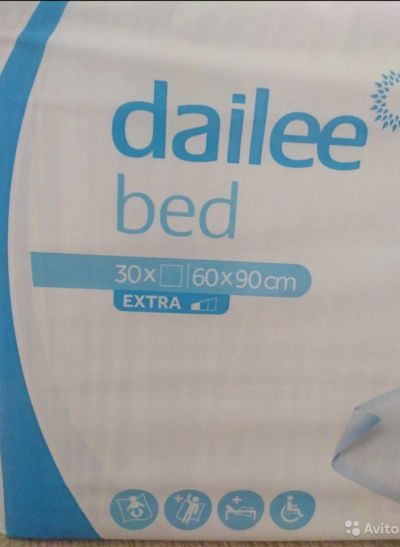 dailee
bed
30x 60x90cm
EXTRA
Avito